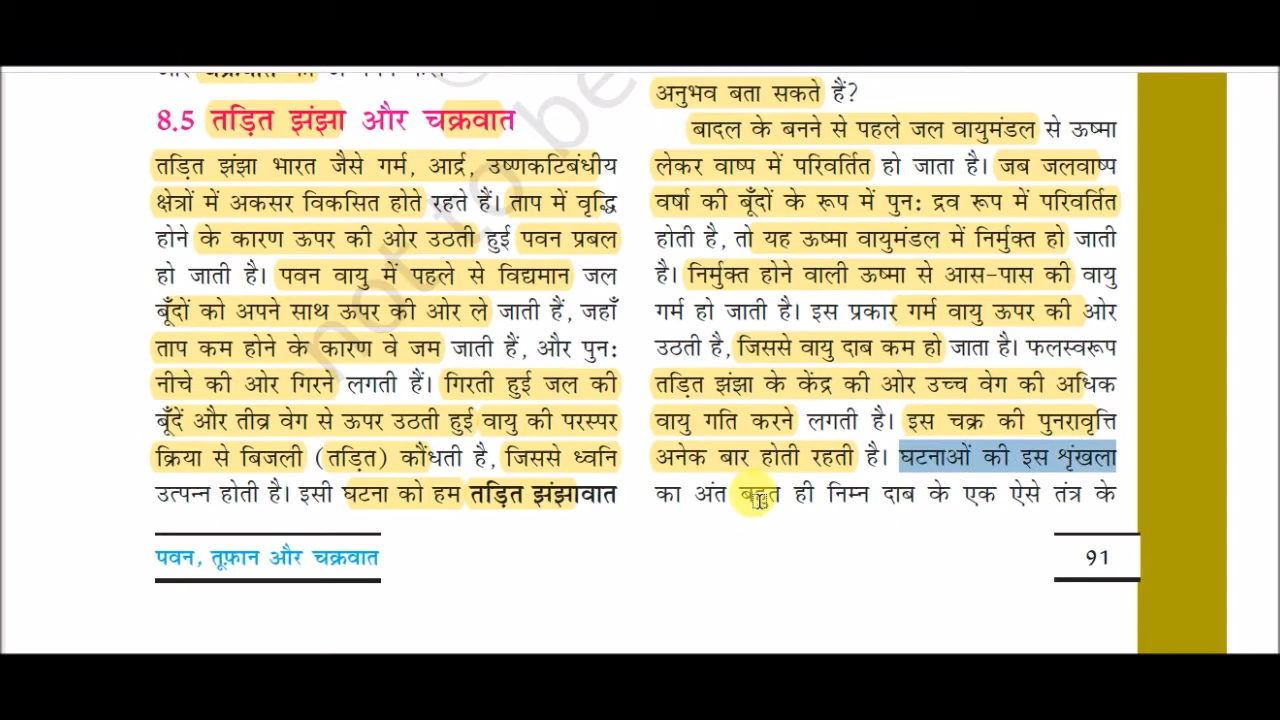 8.5 तड़ित झंझा और चक्रवात
तड़ित झंझा भारत जैसे गर्म, आर्द्र, उष्णकटिबंधीय
क्षेत्रों में अकसर विकसित होते रहते हैं। ताप में वृद्धि
होने के कारण ऊपर की ओर उठती हुई पवन प्रबल
हो जाती है। पवन वायु में पहले से विद्यमान जल
बूँदों को अपने साथ ऊपर की ओर ले जाती हैं, जहाँ
ताप कम होने के कारण वे जम जाती हैं, और पुन:
नीचे की ओर गिरने लगती हैं। गिरती हुई जल की
बूँदें और तीव्र वेग से ऊपर उठती हुई वायु की परस्पर
क्रिया से बिजली (तड़ित) कौंधती है, जिससे ध्वनि
उत्पन्न होती है। इसी घटना को हम तड़ित झंझावात
अनुभव बता सकते हैं?
बादल के बनने से पहले जल वायुमंडल से ऊष्मा
लेकर वाष्प में परिवर्तित हो जाता है। जब जलवाष्प
वर्षा की बूँदों के रूप में पुन: द्रव रूप में परिवर्तित
होती है, तो यह ऊष्मा वायुमंडल में निर्मुक्त हो जाती
है। निर्मुक्त होने वाली ऊष्मा से आस-पास की वायु
गर्म हो जाती है। इस प्रकार गर्म वायु ऊपर की ओर
उठती है, जिससे वायु दाब कम हो जाता है। फलस्वरूप
तड़ित झंझा के केंद्र की ओर उच्च वेग की अधिक
वायु गति करने लगती है। इस चक्र की पुनरावृत्ति
अनेक बार होती रहती है। घटनाओं की इस शृंखला
का अंत बहुत ही निम्न दाब के एक ऐसे तंत्र के
पवन, तूफ़ान और चक्रवात
91
not to be